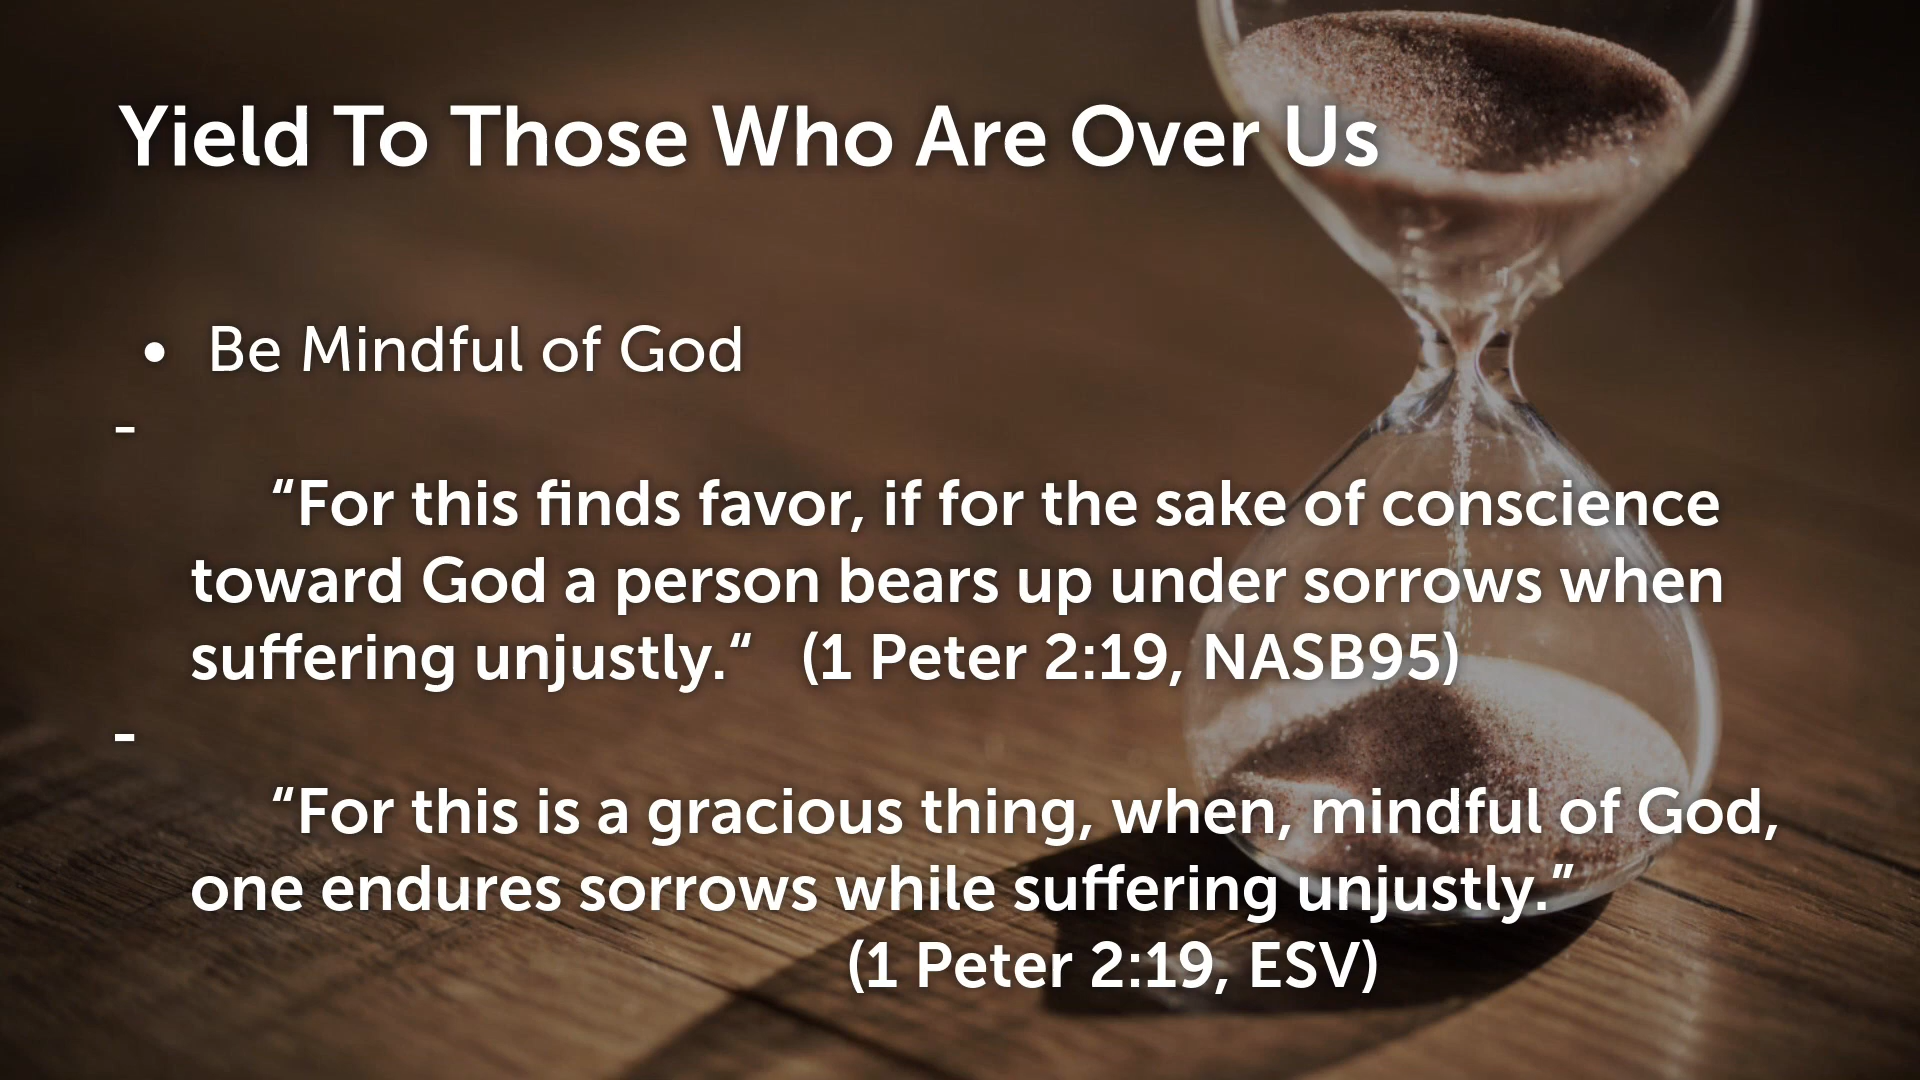 Yield To Those Who Are Over Us
• Be Mindful of God
-
“For this finds favor, if for the sake of conscience
toward God a person bears up under sorrows when
suffering unjustly.“ (1 Peter 2:19, NASB95)
-
“For this is a gracious thing, when, mindful of God,
one endures sorrows while suffering unjustly.”
(1 Peter 2:19, ESV)